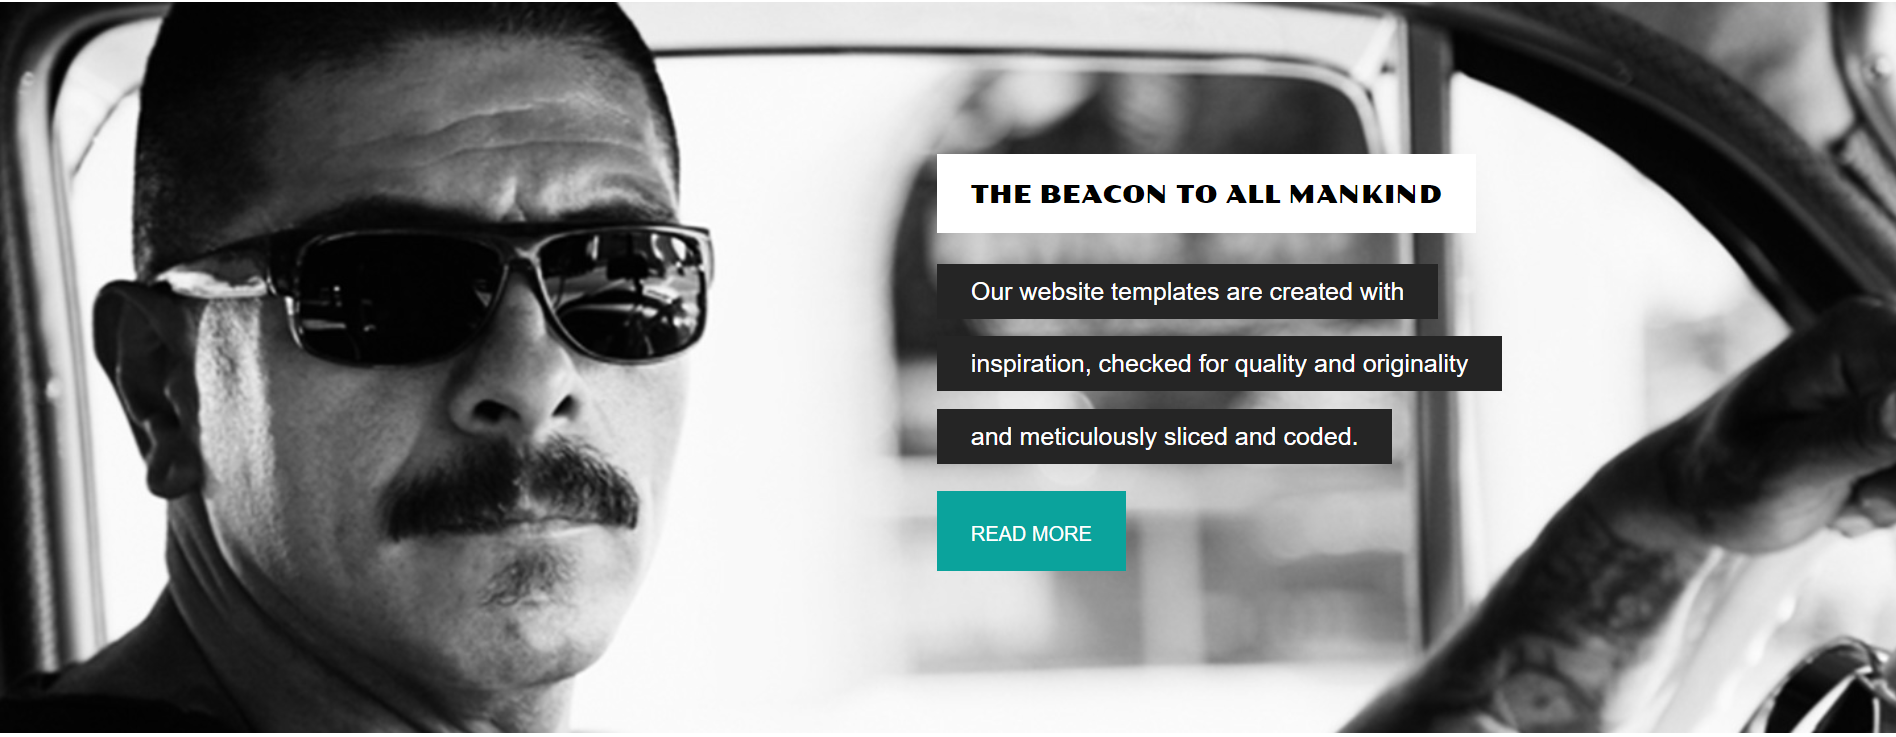 THE BEACON TO ALL MANKIND
Our website templates are created with
inspiration, checked for quality and originality
and meticulously sliced and coded.
READ MORE